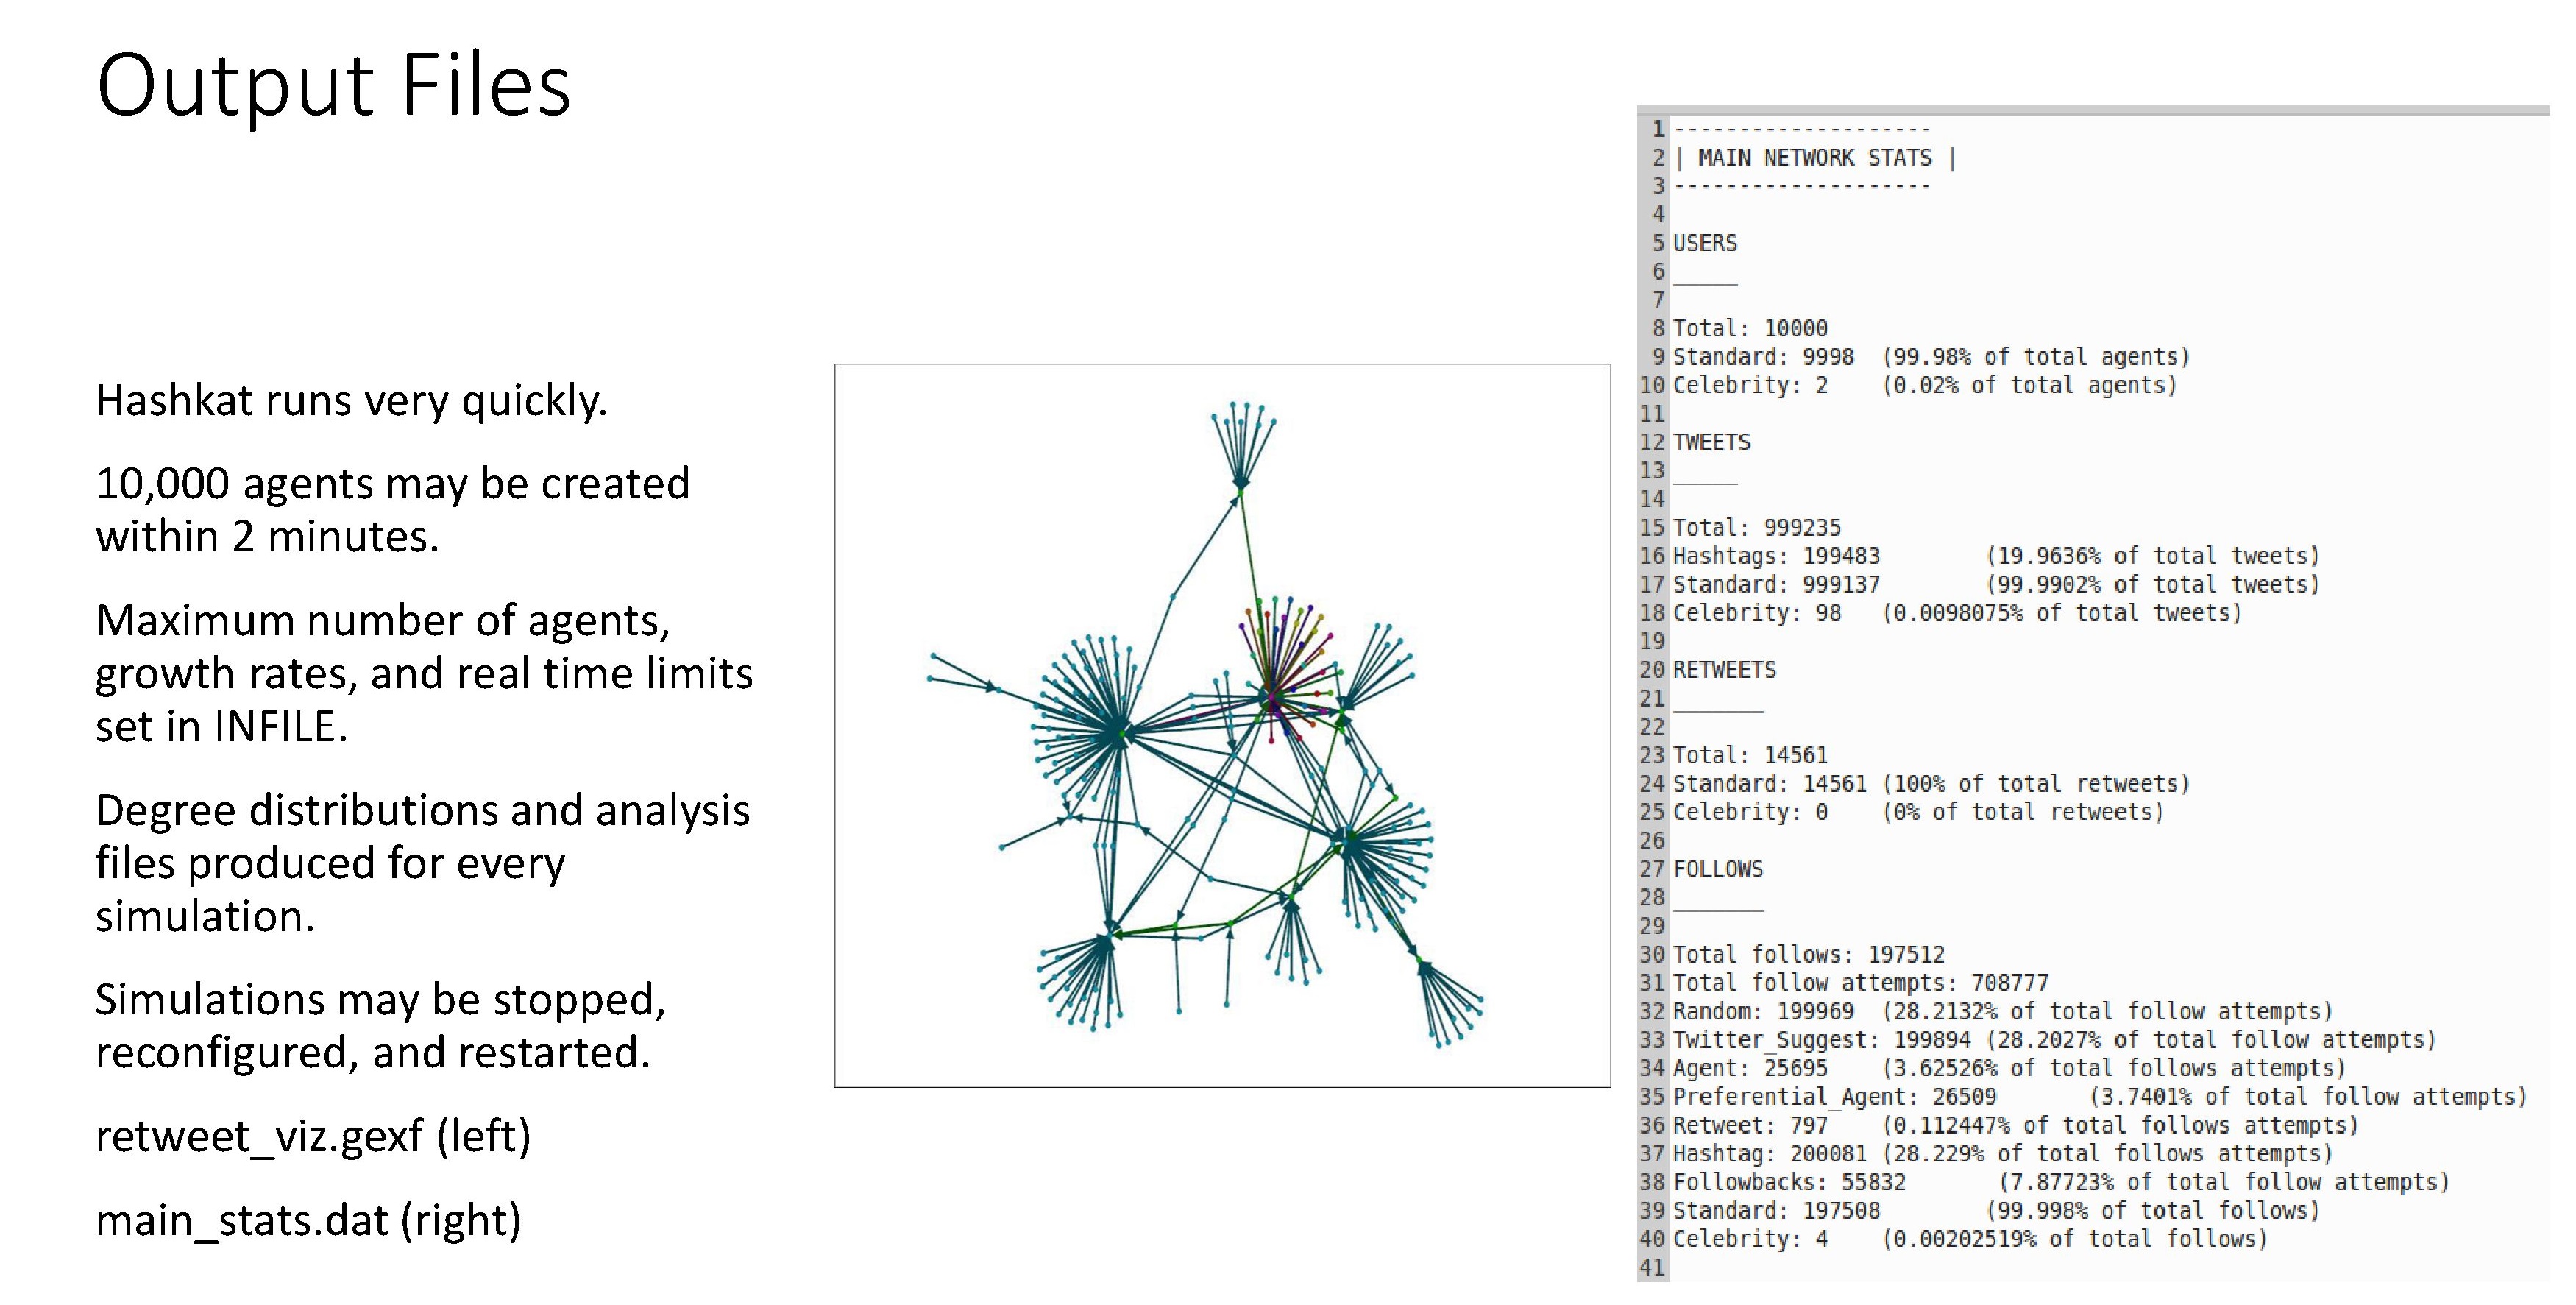 Output Files
Hashkat runs very quickly.
10,000 agents may be created
within 2 minutes.
Maximum number of agents,
growth rates, and real time limits
set in INFILE.
Degree distributions and analysis
files produced for every
simulation.
Simulations may be stopped,
reconfigured, and restarted.
retweet_viz.gexf (left)
main_stats.dat (right)
1 --------------------
2 | MAIN NETWORK STATS |
3 --------------------
4
5 USERS
6 _____
7
8 Total: 10000
9 Standard: 9998 (99.98% of total agents)
10 Celebrity: 2 (0.02% of total agents)
11
12 TWEETS
13 _____
14
15 Total: 999235
16 Hashtags: 199483 (19.9636% of total tweets)
17 Standard: 999137 (99.9902% of total tweets)
18 Celebrity: 98 (0.0098075% of total tweets)
19
20 RETWEETS
21 _______
22
23 Total: 14561
24 Standard: 14561 (100% of total retweets)
25 Celebrity: 0 (0% of total retweets)
26
27 FOLLOWS
28 _______
29
30 Total follows: 197512
31 Total follow attempts: 708777
32 Random: 199969 (28.2132% of total follow attempts)
33 Twitter_Suggest: 199894 (28.2027% of total follow attempts)
34 Agent: 25695 (3.62526% of total follows attempts)
35 Preferential_Agent: 26509 (3.7401% of total follow attempts)
36 Retweet: 797 (0.112447% of total follows attempts)
37 Hashtag: 200081 (28.229% of total follows attempts)
38 Followbacks: 55832 (7.87723% of total follow attempts)
39 Standard: 197508 (99.998% of total follows)
40 Celebrity: 4 (0.00202519% of total follows)
41